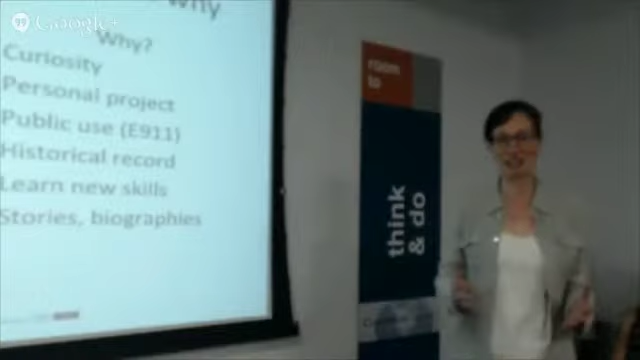 Google+
Why
Why?
Curiosity
Personal project
Public use (E911)
Historical record
Learn new skills
Stories, biographies
room
to
think
& do